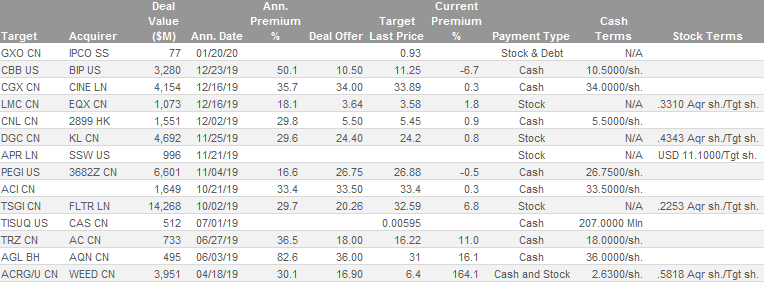 Target Acquirer Deal Value ($M) Ann. Date Ann. Premium % Deal Offer Target Last Price Current Premium % Payment Type Cash Terms Stock Terms
GXO CN IPCO SS 77 01/20/20 0.93 Stock & Debt N/A
CBB US BIP US 3,280 12/23/19 50.1 10.50 11.25 -6.7 Cash 10.5000/sh.
CGX CN CINE LN 4,154 12/16/19 35.7 34.00 33.89 0.3 Cash 34.0000/sh.
LMC CN EQX CN 1,073 12/16/19 18.1 3.64 3.58 1.8 Stock N/A .3310 Aqr sh./Tgt sh.
CNL CN 2899 HK 1,551 12/02/19 29.8 5.50 5.45 0.9 Cash 5.5000/sh.
DGC CN KL CN 4,692 11/25/19 29.6 24.40 24.2 0.8 Stock N/A .4343 Aqr sh./Tgt sh.
APR LN SSW US 996 11/21/19 Stock N/A USD 11.1000/Tgt sh.
PEGI US 3682Z CN 6,601 11/04/19 16.6 26.75 26.88 -0.5 Cash 26.7500/sh.
ACI CN 1,649 10/21/19 33.4 33.50 33.4 0.3 Cash 33.5000/sh.
TSGI CN FLTR LN 14,268 10/02/19 29.7 20.26 32.59 6.8 Stock N/A .2253 Aqr sh./Tgt sh.
TISUQ US CAS CN 512 07/01/19 0.00595 Cash 207.0000 Mln
TRZ CN AC CN 733 06/27/19 36.5 18.00 16.22 11.0 Cash 18.0000/sh.
AGL BH AQN CN 495 06/03/19 82.6 36.00 31 16.1 Cash 36.0000/sh.
ACRG/U CN WEED CN 3,951 04/18/19 30.1 16.90 6.4 164.1 Cash and Stock 2.6300/sh. .5818 Aqr sh./Tgt sh.